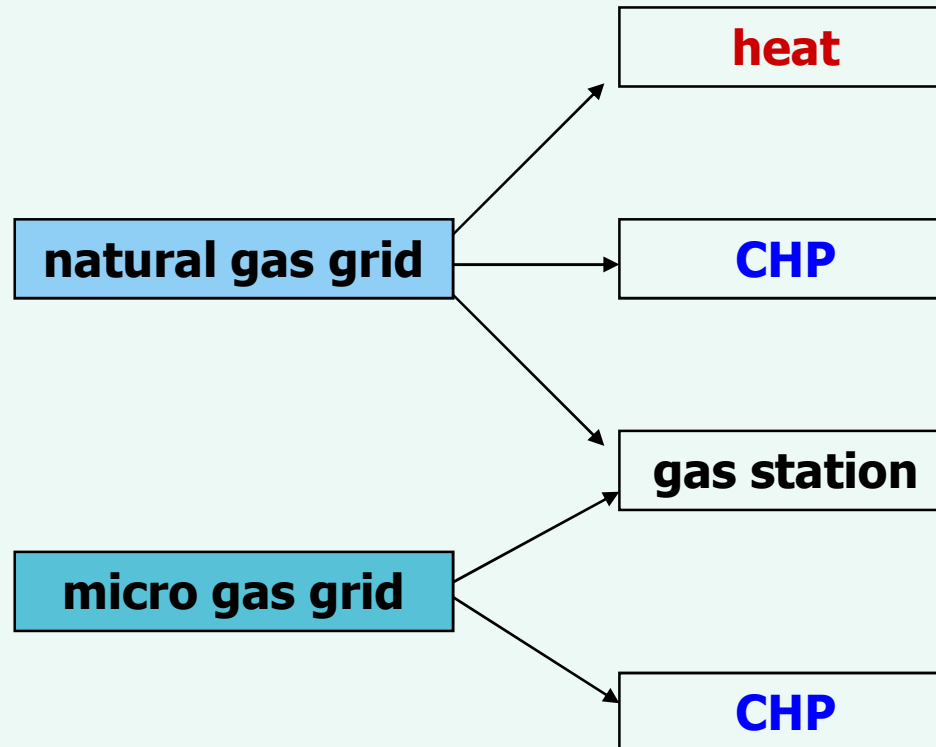 heat
natural gas grid
CHP
gas station
micro gas grid
CHP